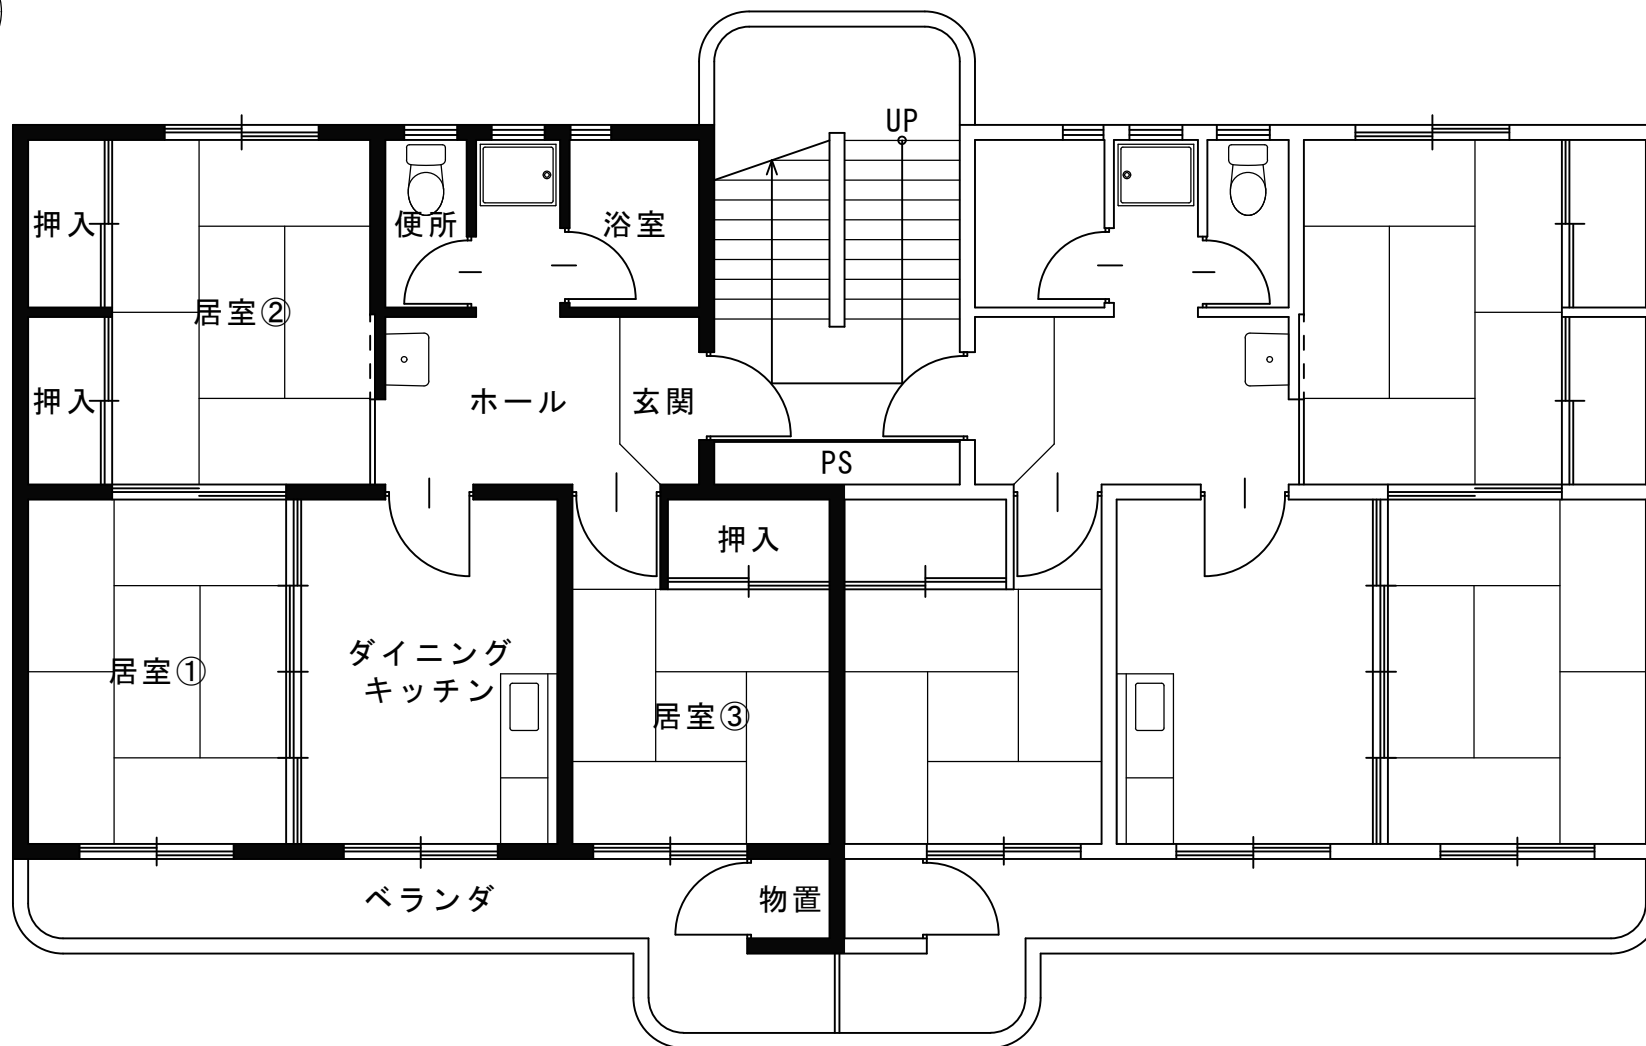 UP
押入
便所
浴室
居室②
押入
ホール
玄関
PS
押入
居室①
ダイニング
キッチン
居室③
ベランダ
物置